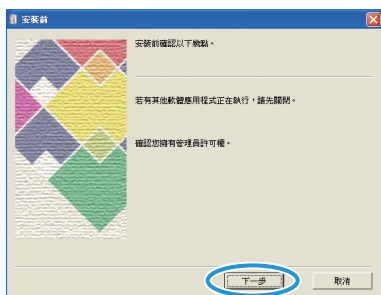 安裝前
安裝前確認以下幾點。
若有其他軟體應用程式正在執行，請先關閉。
確認您擁有管理員許可權。
下一步
取消